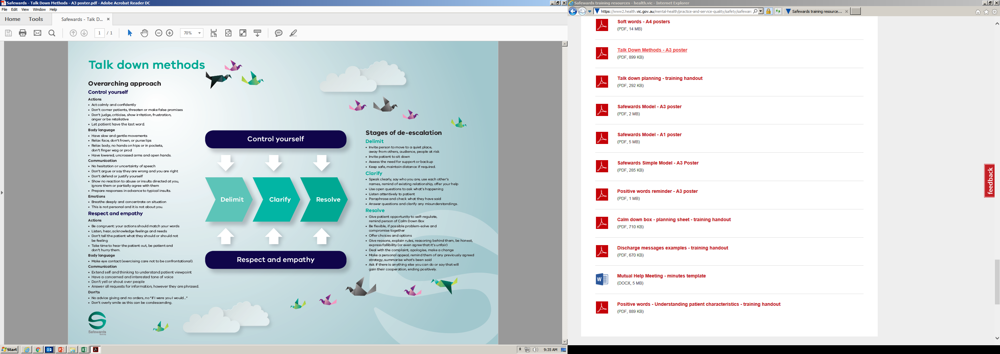 Safewards - Talk Down Methods - A3 poster.pdf - Adobe Acrobat Reader DC
File Edit View Window Help
Home Tools Safewards - Talk D... ×
1 / 1 70%
Talk down methods
Overarching approach
Control yourself
Actions
• Act calmly and confidently
• Don't corner patients, threaten or make false promises
• Don't judge, criticise, show irritation, frustration,
anger or be retaliative
• Let patient have the last word.
Body language
• Have slow and gentle movements
• Relax face, don't frown, or purse lips
• Relax body, no hands on hips or in pockets,
don't finger wag or prod
• Have lowered, uncrossed arms and open hands.
Communication
• No hesitation or uncertainty of speech
• Don't argue or say they are wrong and you are right
• Don't defend or justify yourself
• Show no reaction to abuse or insults directed at you,
ignore them or partially agree with them
• Prepare responses in advance to typical insults.
Emotions
• Breathe deeply and concentrate on situation
• This is not personal and it is not about you.
Respect and empathy
Actions
• Be congruent: your actions should match your words
• Listen, hear, acknowledge feelings and needs
• Don't tell the patient what they should or should not
be feeling
• Take time to hear the patient out, be patient and
don't hurry them.
Body language
• Make eye contact (exercising care not to be confrontational).
Communication
• Extend self and thinking to understand patient viewpoint
• Have a concerned and interested tone of voice
• Don't yell or shout over people
• Answer all requests for information, however they are phrased.
Don'ts
• No advice giving and no orders, no "if I were you I would..."
• Don't overly smile as this can be condescending.
Safewards
Victoria
Control yourself
Delimit
Clarify
Resolve
Respect and empathy
Stages of de-escalation
Delimit
• Invite person to move to a quiet place,
away from others, audience, people at risk
• Invite patient to sit down
• Assess the need for support or backup
• Keep safe, maintain distance if required.
Clarify
• Speak clearly, say who you are, use each other's
names, remind of existing relationship, offer your help
• Use open questions to ask what's happening
• Listen attentively to patient
• Paraphrase and check what they have said
• Answer questions and clarify any misunderstandings.
Resolve
• Give patient opportunity to self-regulate,
remind person of Calm Down Box
• Be flexible, if possible problem-solve and
compromise together
• Offer choices and options
• Give reasons, explain rules, reasoning behind them, be honest,
express fallibility (or even agree that it's unfair)
• Deal with the complaint, apologise, make a change
• Make a personal appeal, remind them of any previously agreed
strategy, summarise what's been said
• Ask if there is anything else you can do or say that will
gain their cooperation, ending positively.
Start
9:35 AM
Safewards training resources - health.vic - Internet Explorer
https://www2.health.vic.gov.au/mental-health/practice-and-service-quality/safety/safeward
Safewards training resource... ×
Soft words - A4 posters
(PDF, 14 MB)
Talk Down Methods - A3 poster
(PDF, 899 KB)
Talk down planning - training handout
(PDF, 292 KB)
Safewards Model - A3 poster
(PDF, 2 MB)
Safewards Model - A1 poster
(PDF, 5 MB)
Safewards Simple Model - A3 Poster
(PDF, 285 KB)
Positive words reminder - A3 poster
(PDF, 1 MB)
Calm down box - planning sheet - training handout
(PDF, 710 KB)
Discharge messages examples - training handout
(PDF, 670 KB)
W
Mutual Help Meeting - minutes template
(DOCX, 5 MB)
Positive words - Understanding patient characteristics - training handout
(PDF, 889 KB)
feedback